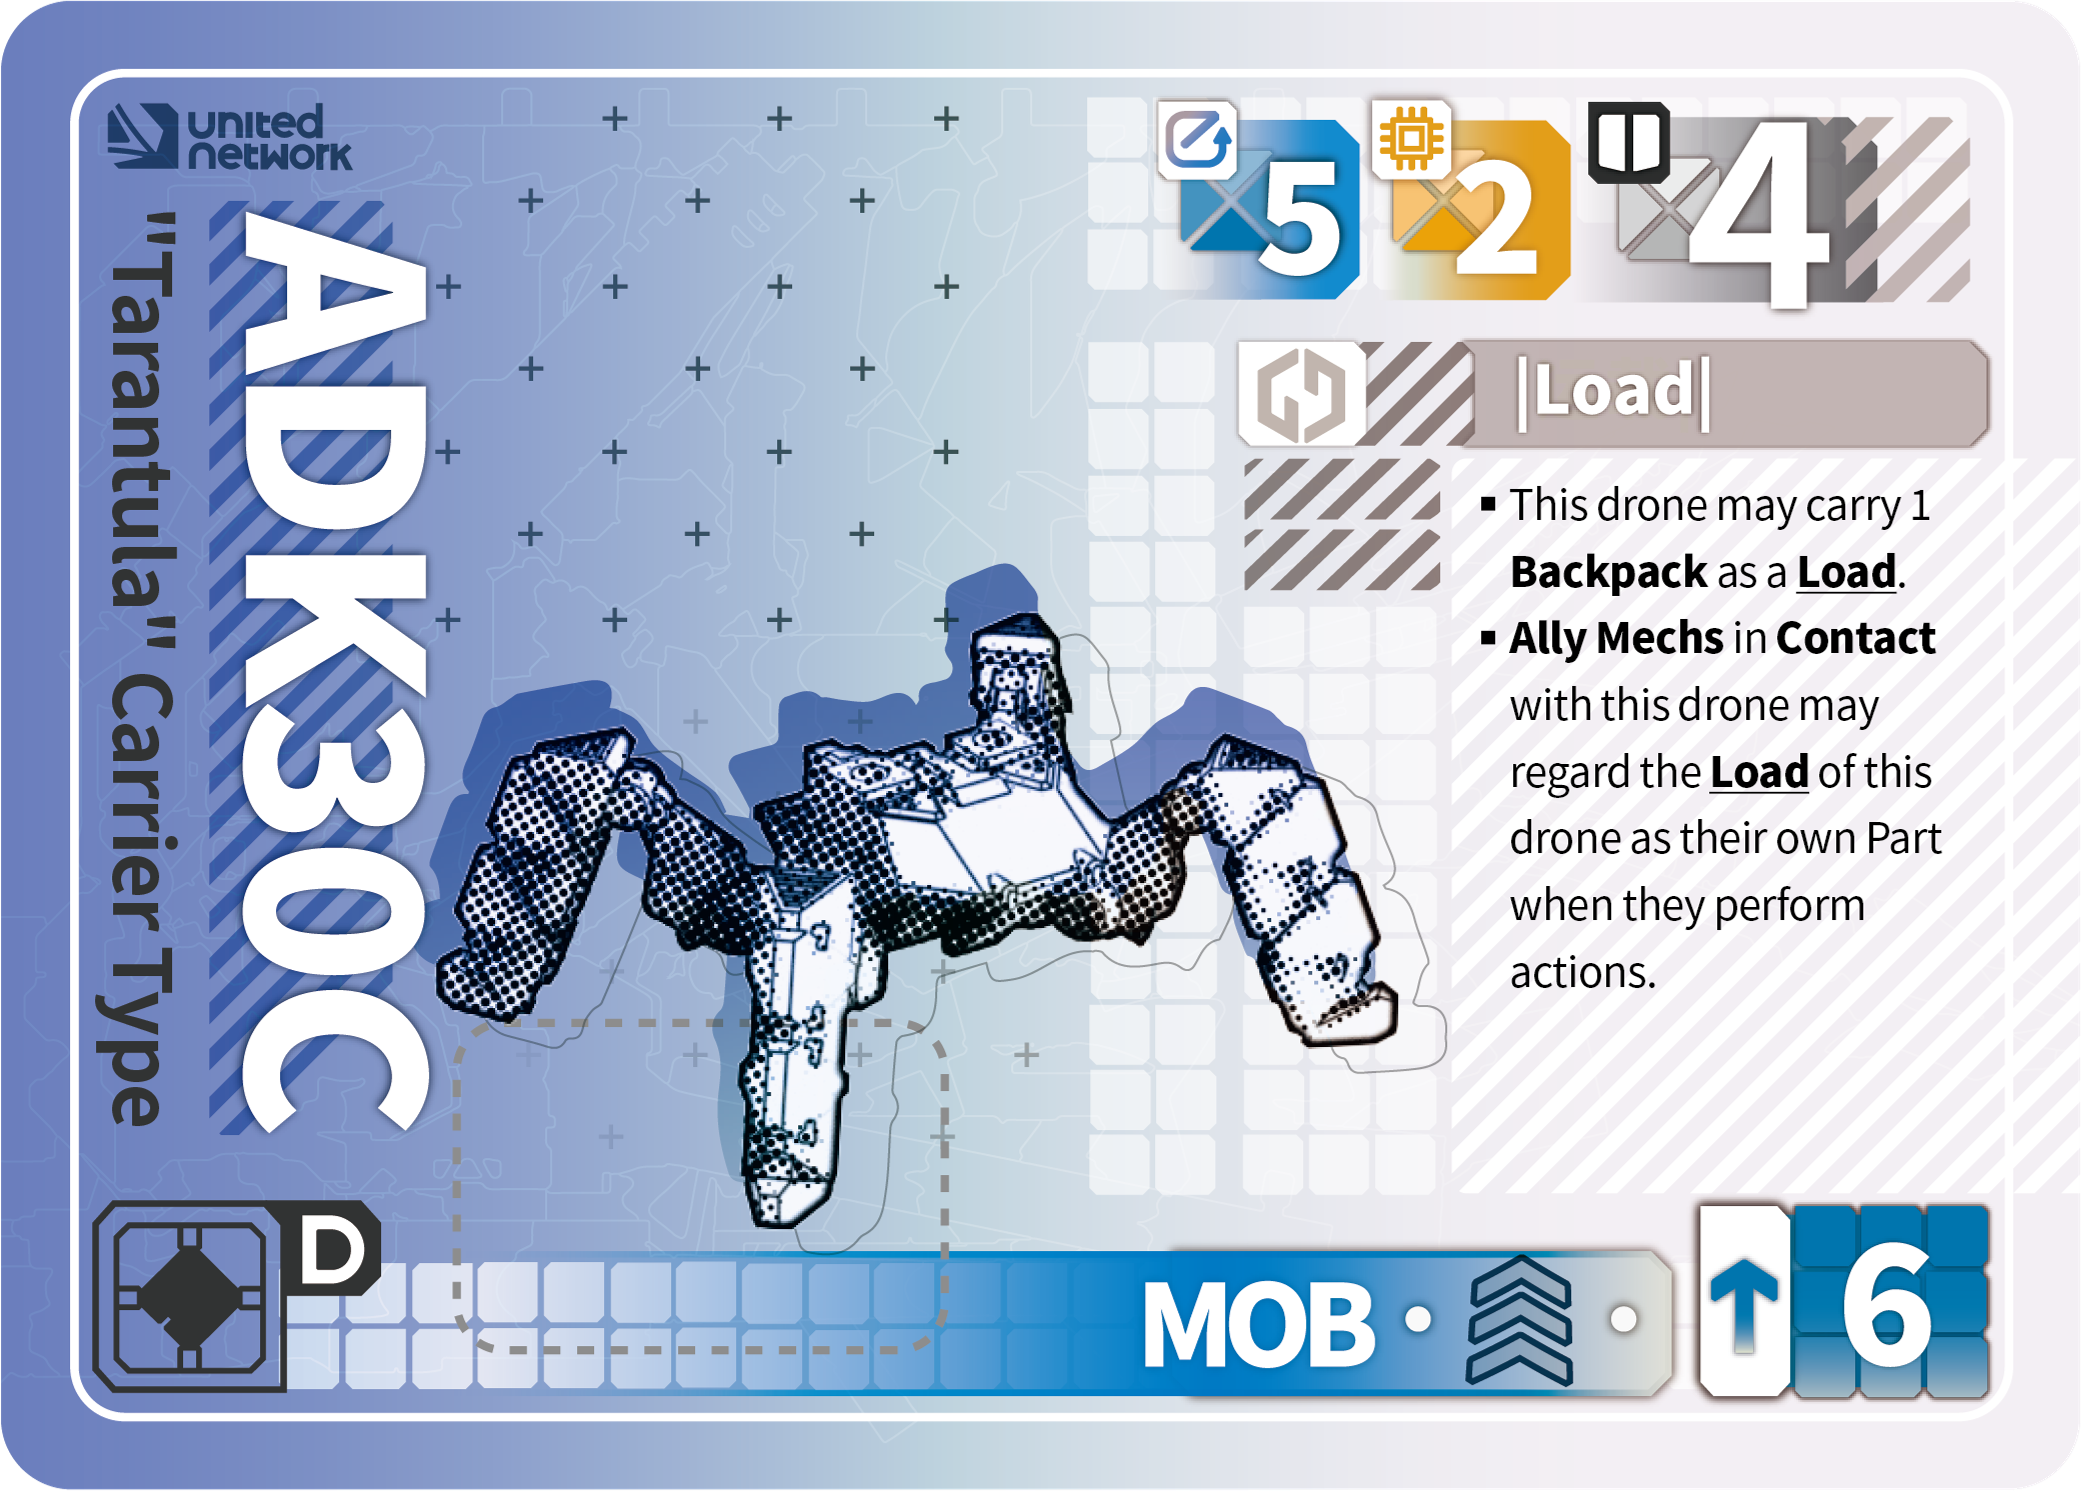 UNITED
NETWORK
ADK30C
"Tarantula" Carrier Type
5
2
4
|Load|
▪ This drone may carry 1
Backpack as a Load.
▪ Ally Mechs in Contact
with this drone may
regard the Load of this
drone as their own Part
when they perform
actions.
D
MOB
6